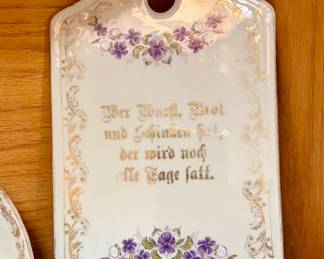 Wer Wurst, Brot
und Schinken hat,
der wird noch
alle Tage satt.